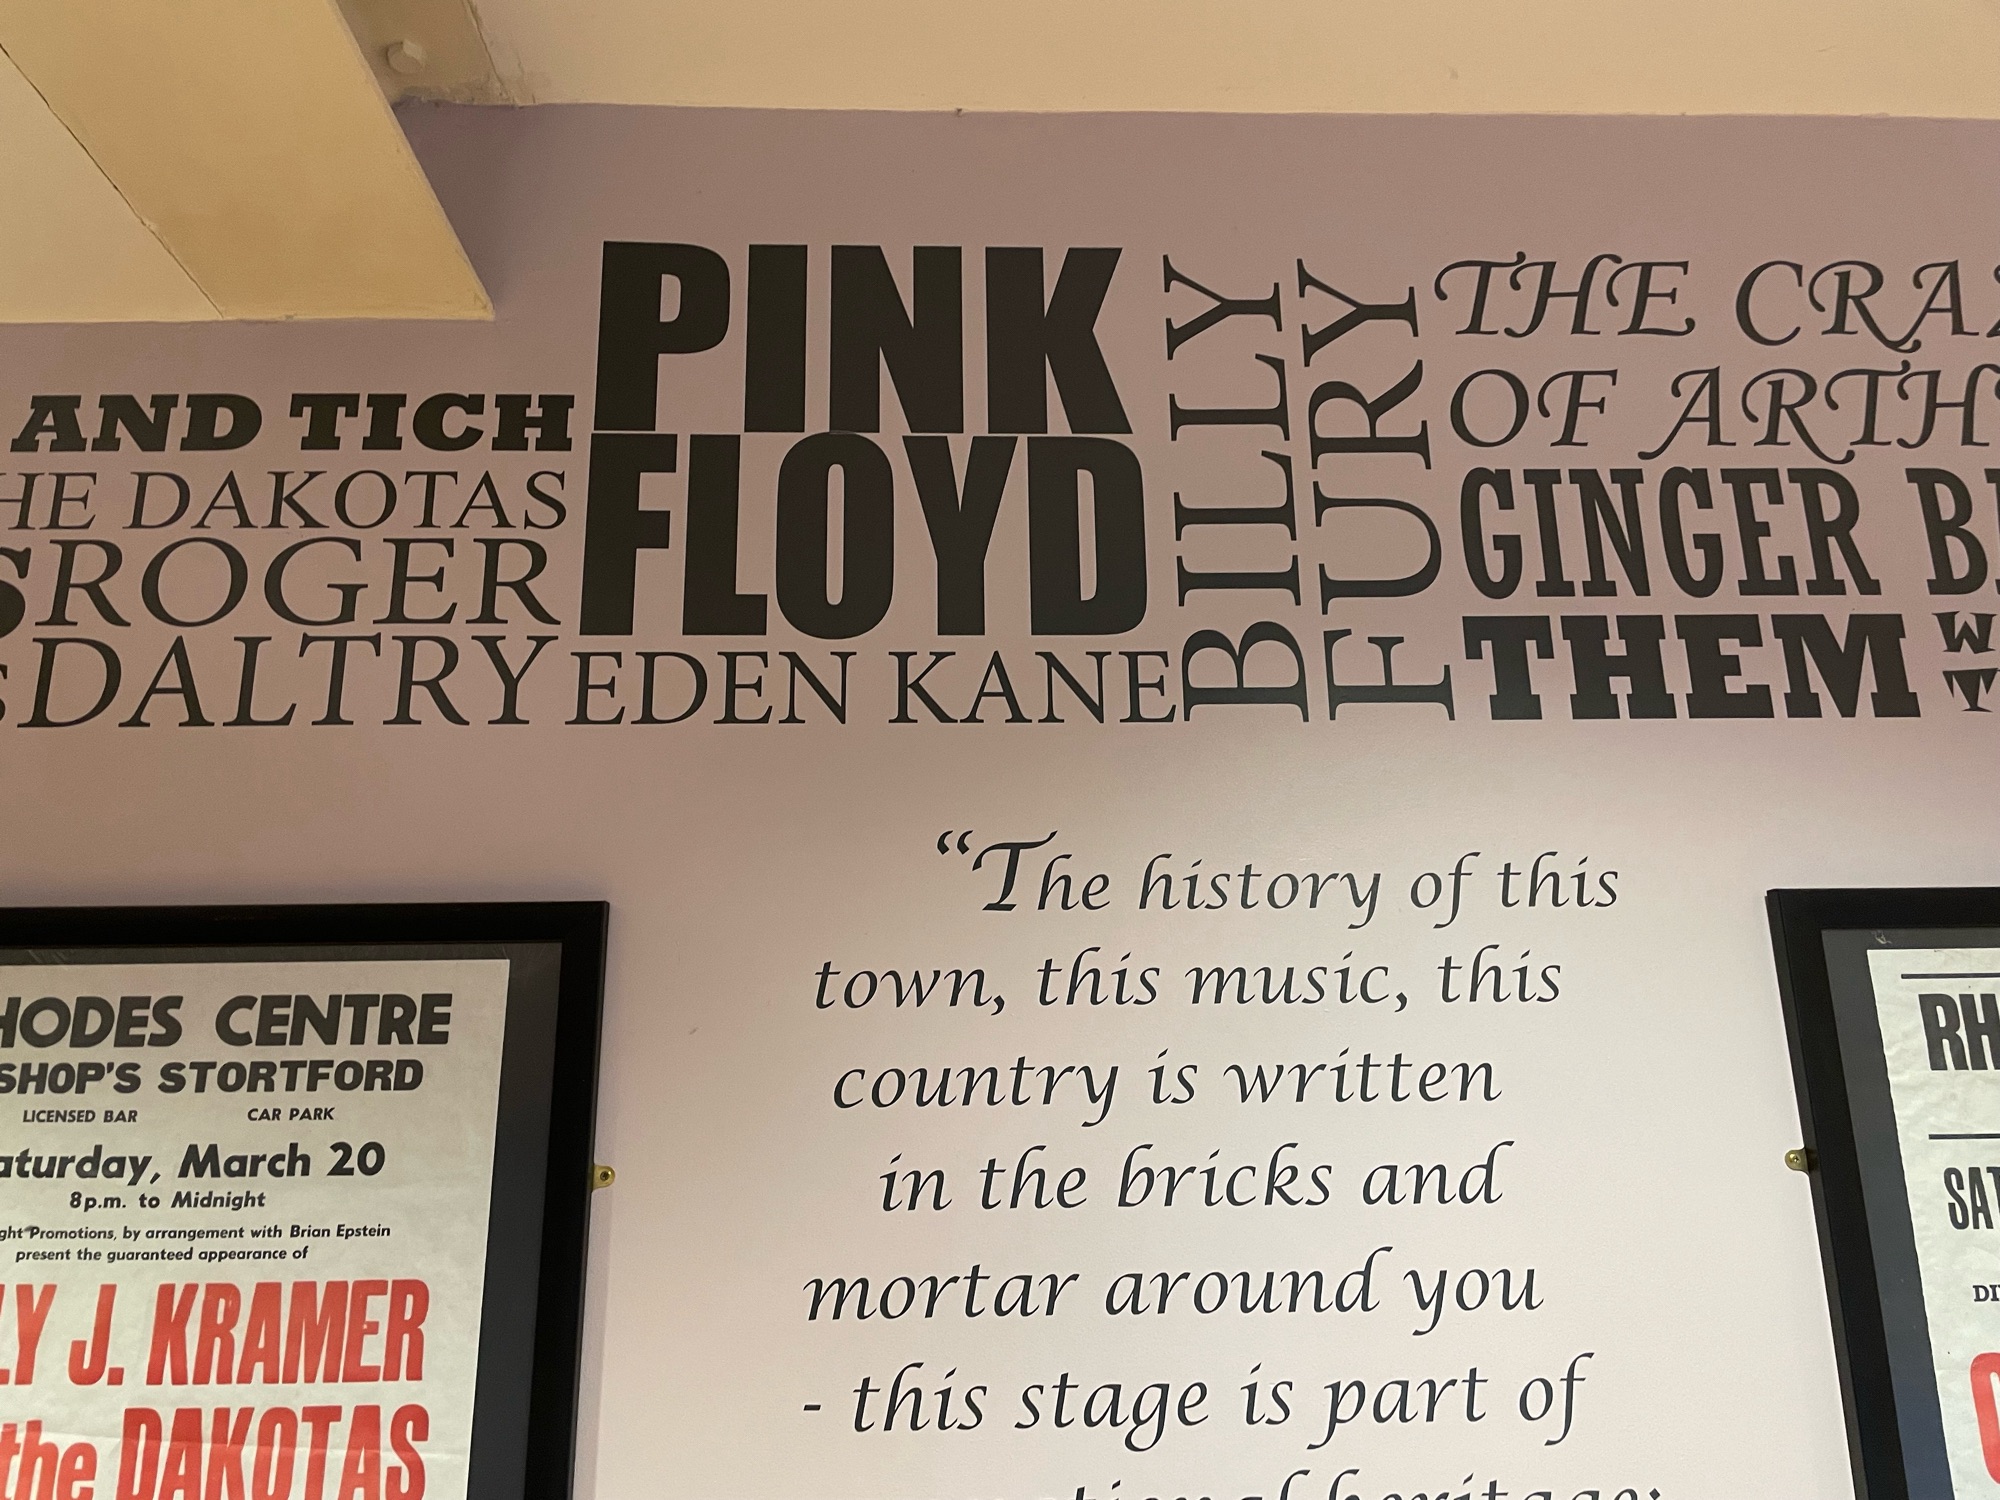 AND TICH
HE DAKOTAS
ROGER
DALTRY
PINK
FLOYD
EDEN KANE
BILLY
FURY
THE CRA
OF ARTH
GINGER B
THEM
W
T
"The history of this
town, this music, this
country is written
in the bricks and
mortar around you
- this stage is part of
HODES CENTRE
SHOP'S STORTFORD
LICENSED BAR CAR PARK
aturday, March 20
8p.m. to Midnight
ght Promotions, by arrangement with Brian Epstein
present the guaranteed appearance of
LY J. KRAMER
the DAKOTAS
RH
SAT